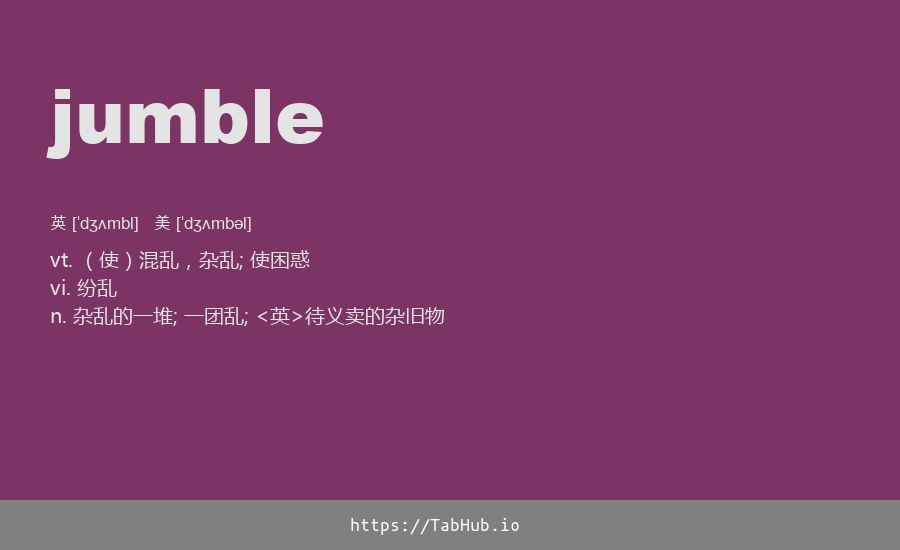 jumble
英 ['dʒʌmbl] 美 ['dʒʌmbəl]
vt. （使）混乱，杂乱; 使困惑
vi. 纷乱
n. 杂乱的一堆; 一团乱; <英>待义卖的杂旧物
https://TabHub.io